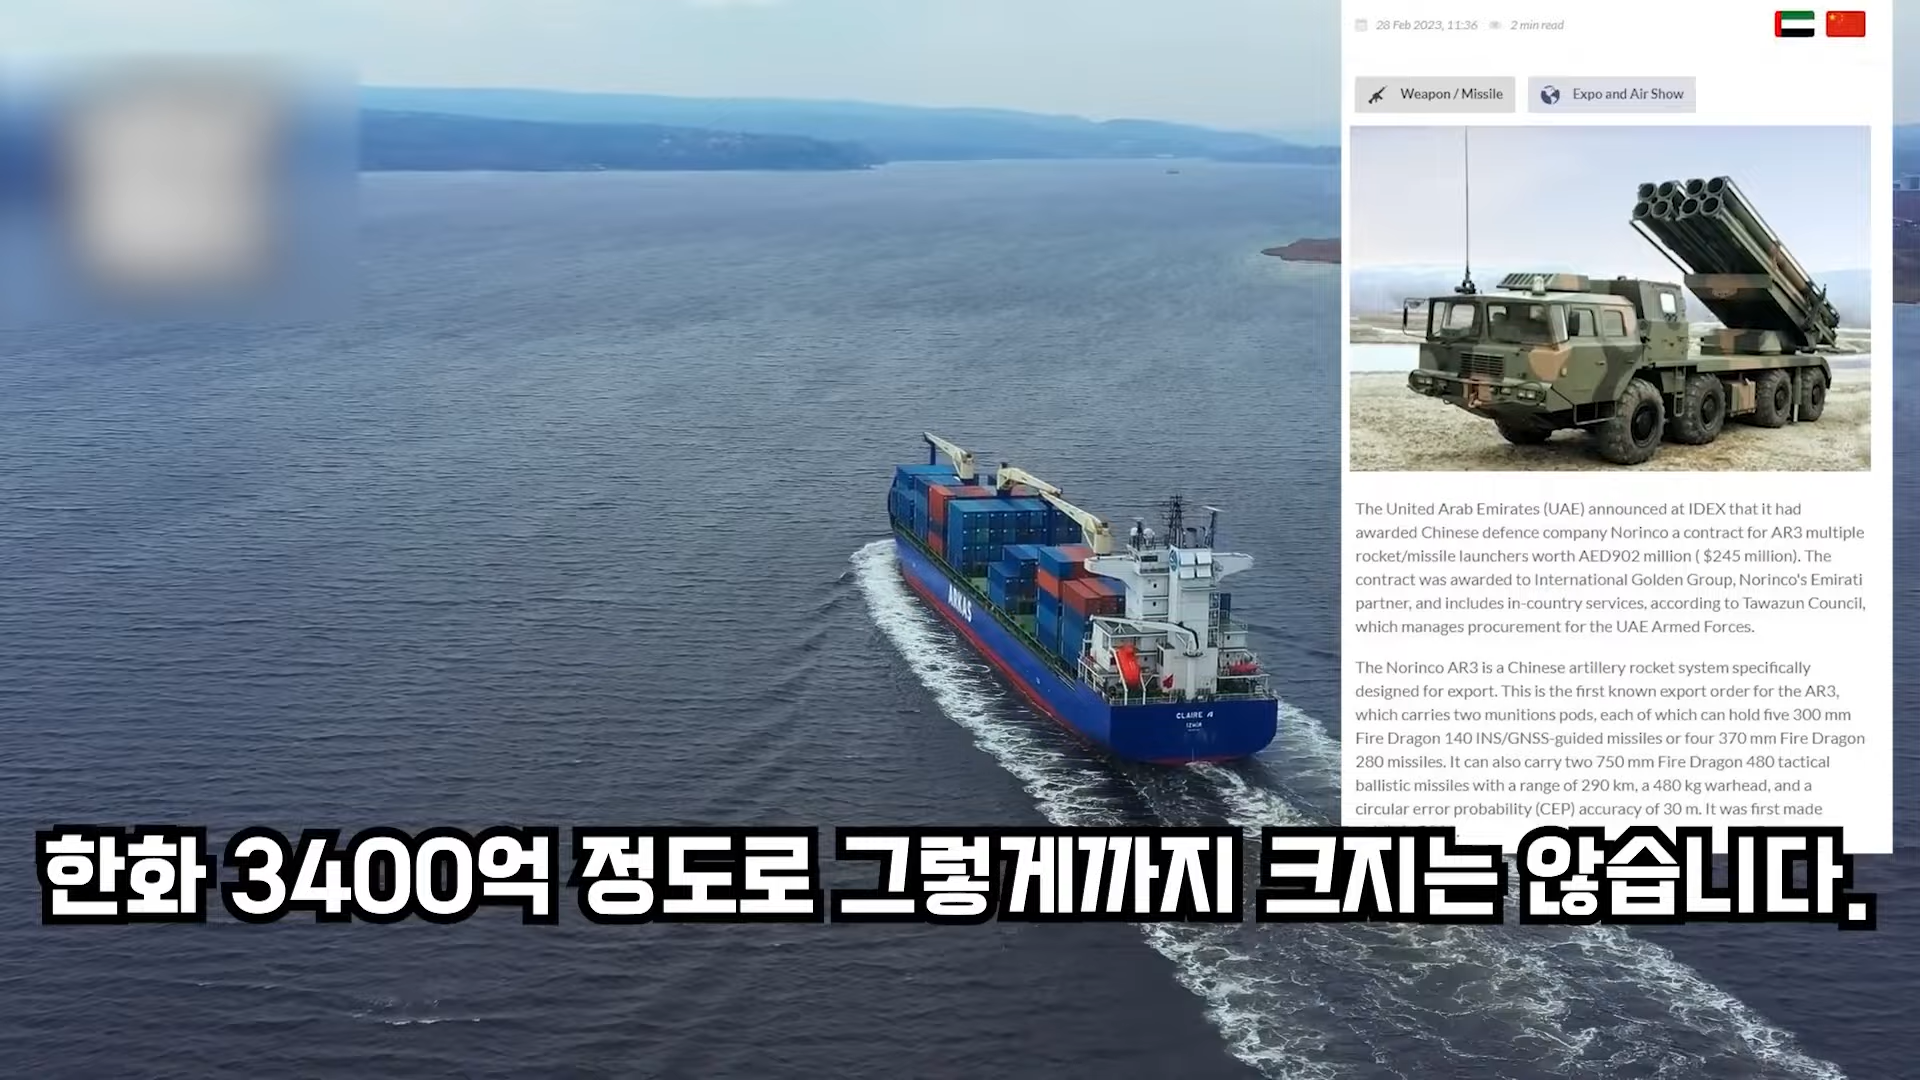 28 Feb 2023, 11:36 2 min read
Weapon / Missile Expo and Air Show
The United Arab Emirates (UAE) announced at IDEX that it had
awarded Chinese defence company Norinco a contract for AR3 multiple
rocket/missile launchers worth AED902 million ( $245 million). The
contract was awarded to International Golden Group, Norinco's Emirati
partner, and includes in-country services, according to Tawazun Council,
which manages procurement for the UAE Armed Forces.
The Norinco AR3 is a Chinese artillery rocket system specifically
designed for export. This is the first known export order for the AR3,
which carries two munitions pods, each of which can hold five 300 mm
Fire Dragon 140 INS/GNSS-guided missiles or four 370 mm Fire Dragon
280 missiles. It can also carry two 750 mm Fire Dragon 480 tactical
ballistic missiles with a range of 290 km, a 480 kg warhead, and a
circular error probability (CEP) accuracy of 30 m. It was first made
ARKAS
CLAIRE A
IZMIR
한화 3400억 정도로 그렇게까지 크지는 않습니다.